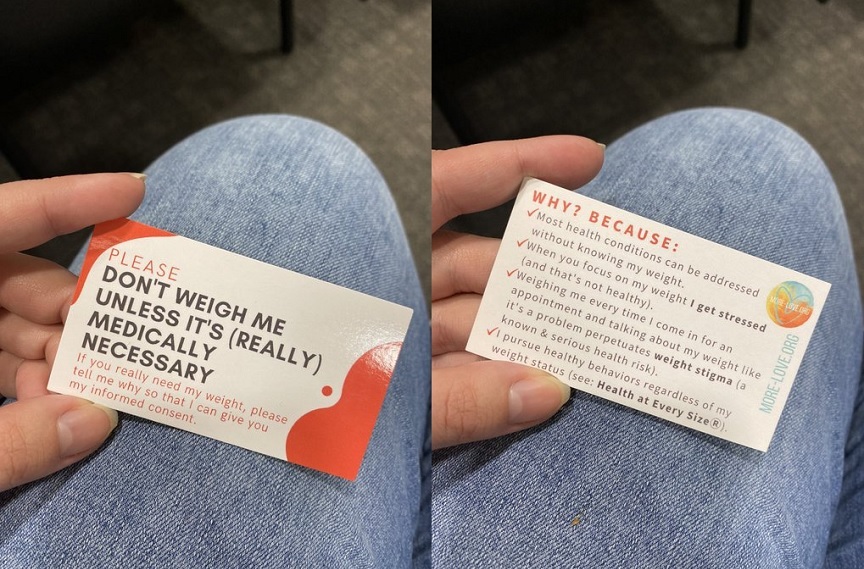 PLEASE
DON'T WEIGH ME
UNLESS IT'S (REALLY)
MEDICALLY
NECESSARY
If you really need my weight, please
tell me why so that I can give you
my informed consent.
WHY? BECAUSE:
✓Most health conditions can be addressed
without knowing my weight.
✓When you focus on my weight I get stressed
(and that's not healthy).
✓Weighing me every time I come in for an
appointment and talking about my weight like
it's a problem perpetuates weight stigma (a
known & serious health risk).
✓I pursue healthy behaviors regardless of my
weight status (see: Health at Every Size®).
MORE-LOVE.ORG
MORE-LOVE.ORG